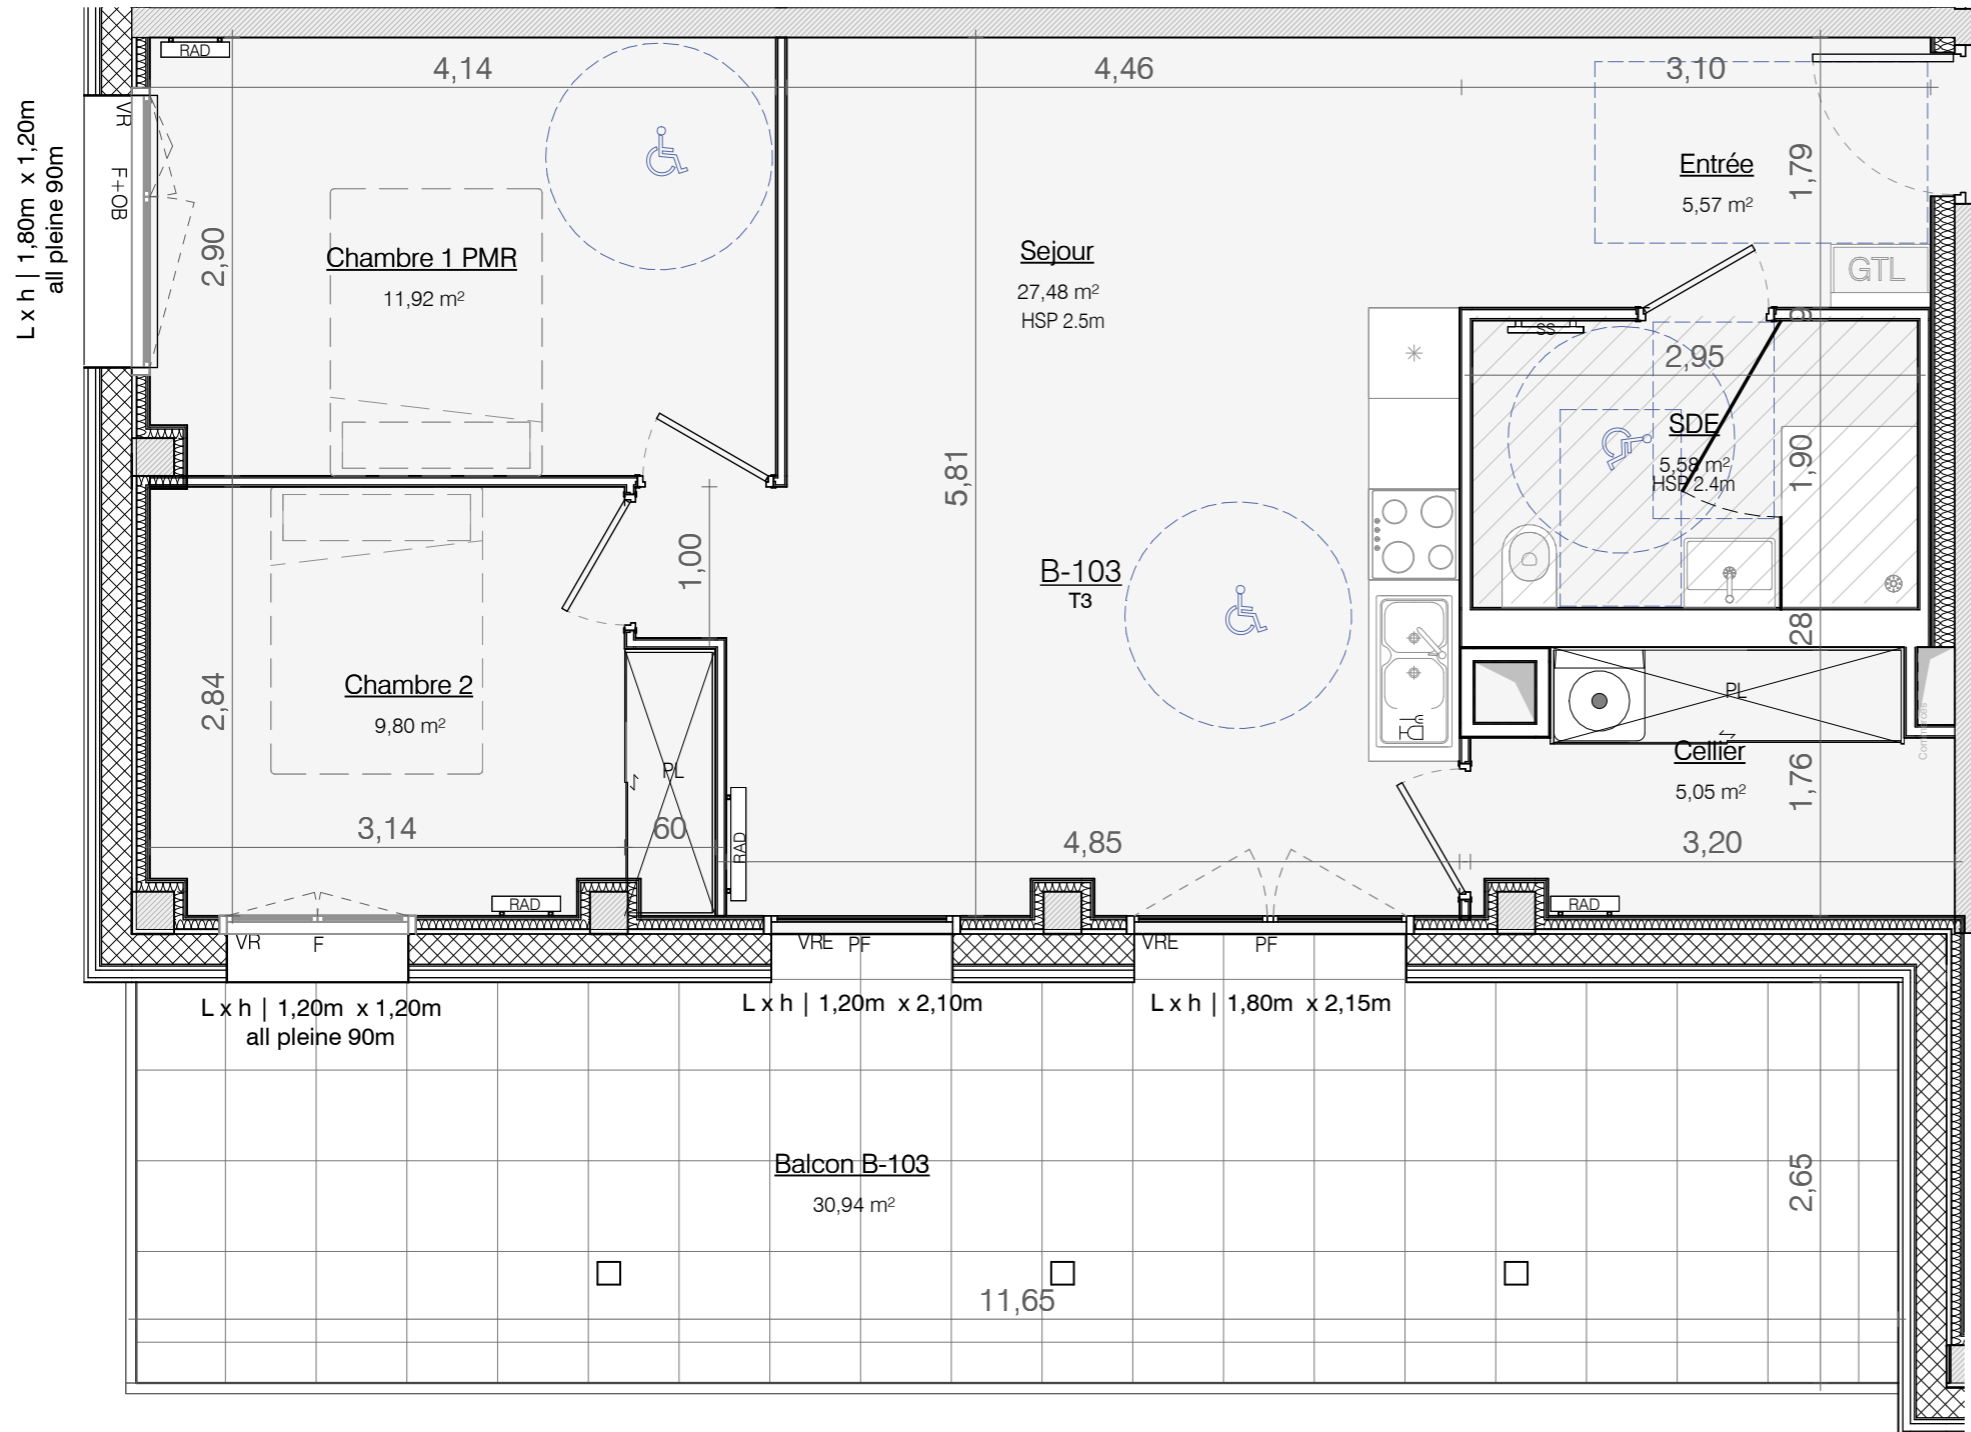 RAD
4,14
4,46
3,10
L x h | 1,80m x 1,20m
all pleine 90m
VR
F+OB
Entrée
5,57 m²
1,79
2,90
Chambre 1 PMR
11,92 m²
Sejour
27,48 m²
HSP 2.5m
GTL
9
SS
2,95
SDE
5,58 m²
HSP 2.4m
1,90
5,81
1,00
B-103
T3
28
Chambre 2
9,80 m²
2,84
PL
PL
Cellier
5,05 m²
1,76
Commerces
3,14
60
RAD
4,85
3,20
RAD
RAD
VR
F
VRE
PF
VRE
PF
L x h | 1,20m x 1,20m
all pleine 90m
L x h | 1,20m x 2,10m
L x h | 1,80m x 2,15m
Balcon B-103
30,94 m²
2,65
11,65